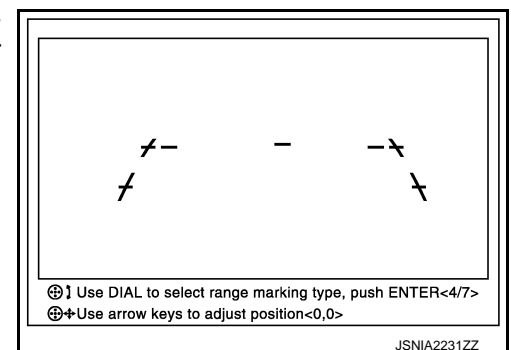 Use DIAL to select range marking type, push ENTER<4/7>
Use arrow keys to adjust position<0,0>
JSNIA2231ZZ